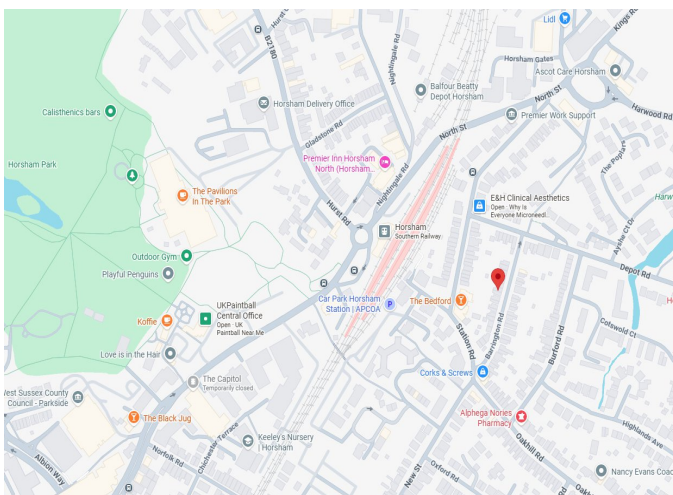 Lidl
Hurst C
B2180
Nightingale Rd
Kings R
Horsham Gates
Balfour Beatty
Depot Horsham
Ascot Care Horsham
Calisthenics bars
Horsham Delivery Office
North St
Harwood Rd
Premier Work Support
Gladstone Rd
North St
The Poplars
Horsham Park
Premier Inn Horsham
North (Horsham...
Nightingale Rd
The Pavilions
In The Park
E&H Clinical Aesthetics
Open · Why Is
Everyone Microneedl..
Harw
Hurst Rd
Horsham
Southern Railway
Ayshe Ct Dr
Outdoor Gym
Playful Penguins
Depot Rd
UKPaintball
Central Office
Open · UK
Paintball Near Me
Car Park Horsham
Station | APCOA
The Bedford
H
Koffie
Station Rd
Barrington Rd
Burford Rd
Cotswold Ct
Love is in the Hair
The Capitol
Temporarily closed
Corks & Screws
West Sussex County
Council - Parkside
The Black Jug
Alphega Nories
Pharmacy
Highlands Ave
Chichester Terrace
Keeley's Nursery
Horsham
Oakhill Rd
Albion Way
Norfolk Rd
New St
Oxford Rd
Nancy Evans Coac
Oak